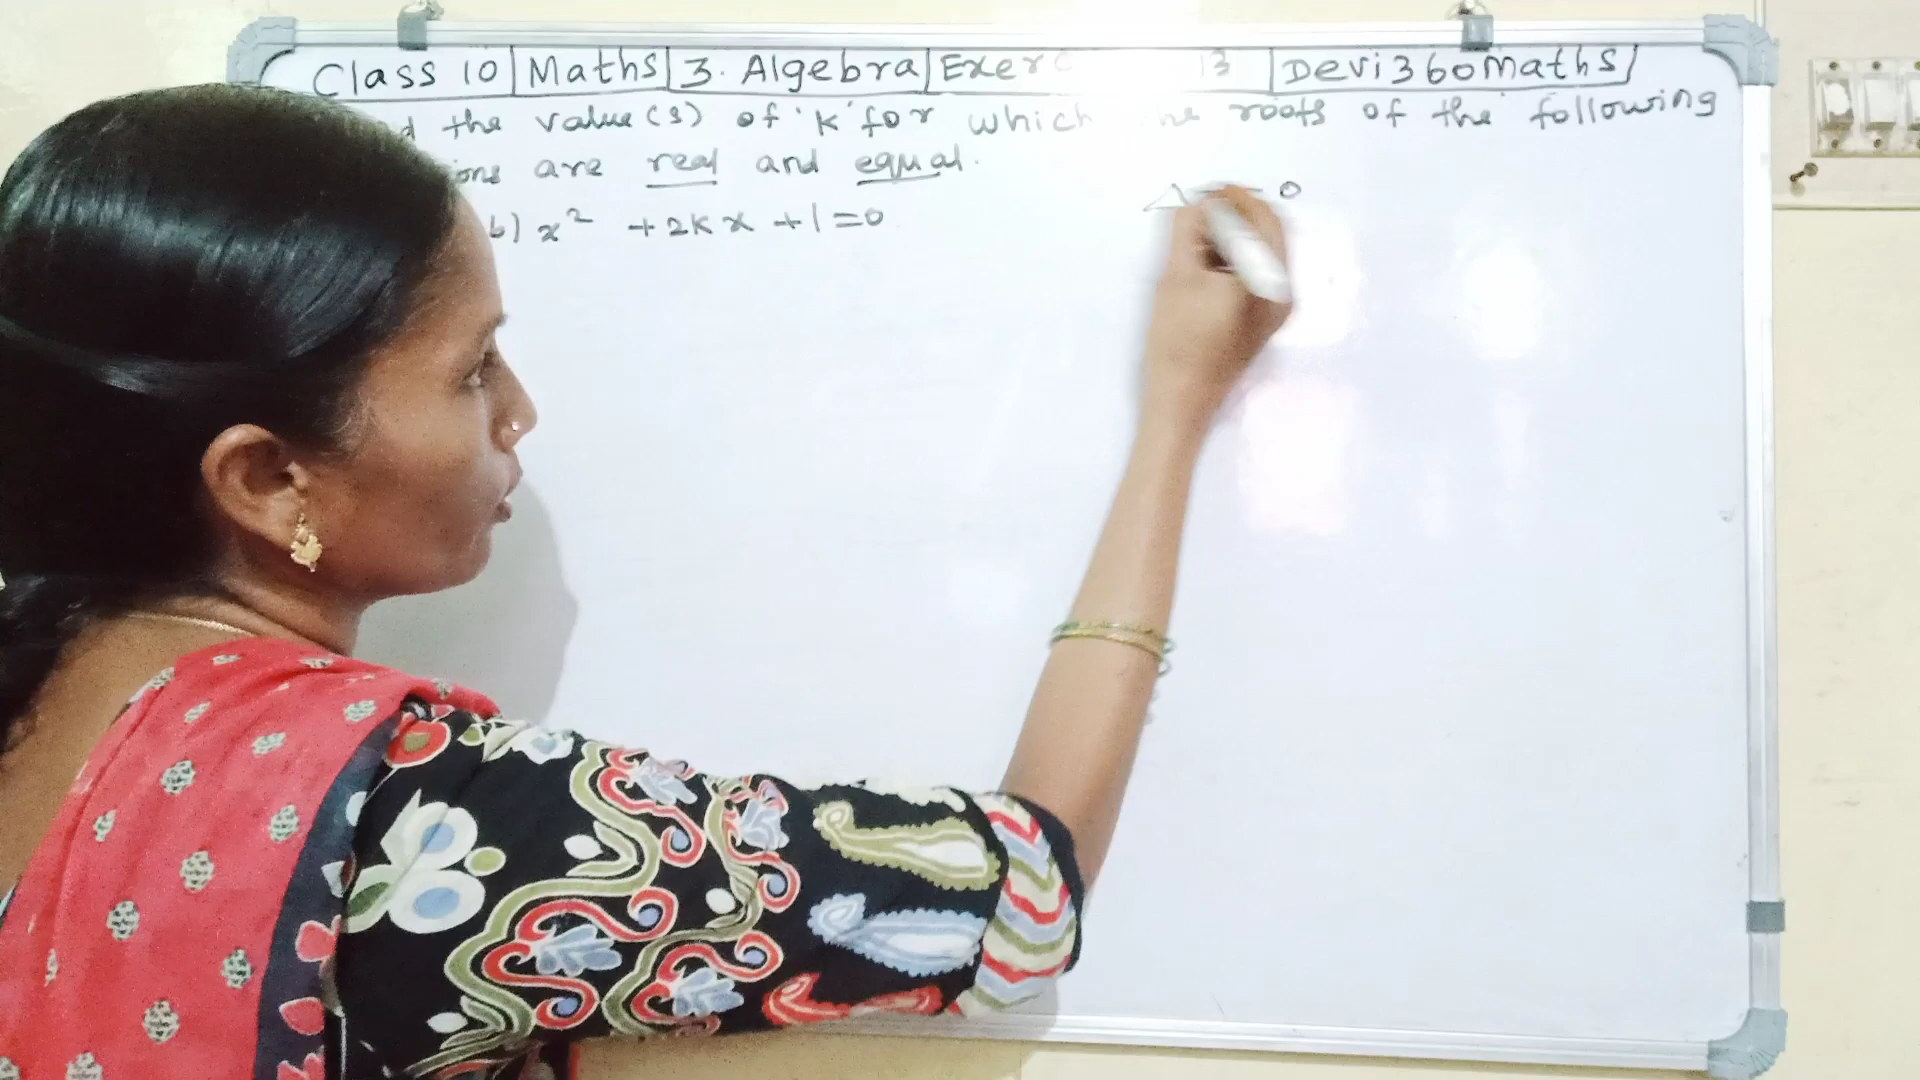 Class 10 | Maths | 3. Algebra | Exer 13 | Devi360maths
the value(s) of 'k' for which roots of the following
are real and equal.
b) x² + 2kx + 1 = 0
△ = 0